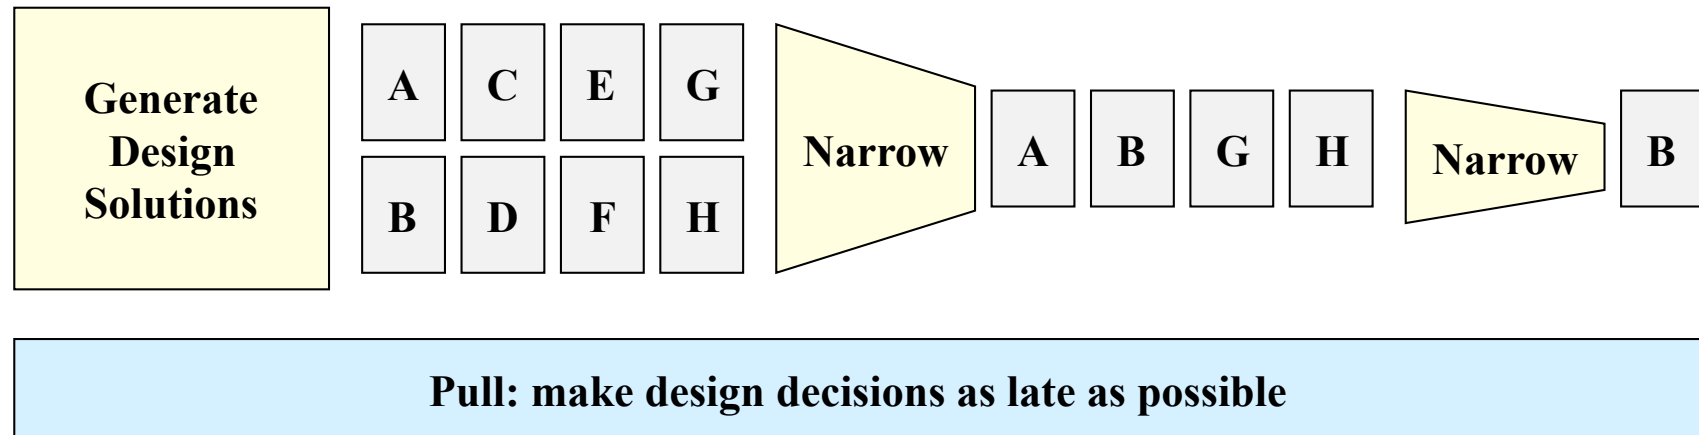 Generate
Design
Solutions
A C E G
B D F H
Narrow
A B G H
Narrow
B
Pull: make design decisions as late as possible